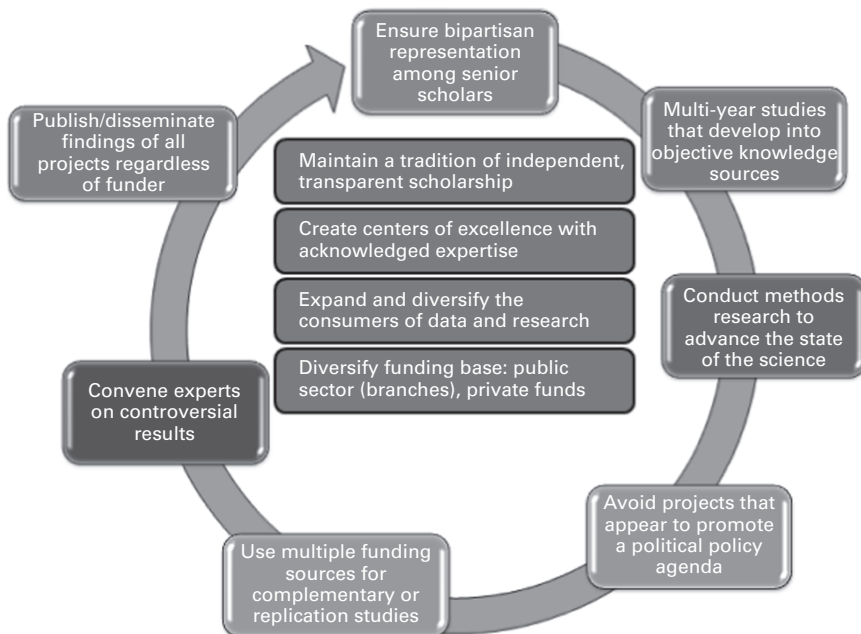 Ensure bipartisan
representation
among senior
scholars
Multi-year studies
that develop into
objective knowledge
sources
Conduct methods
research to
advance the state
of the science
Avoid projects that
appear to promote
a political policy
agenda
Use multiple funding
sources for
complementary or
replication studies
Convene experts
on controversial
results
Publish/disseminate
findings of all
projects regardless
of funder
Maintain a tradition of independent,
transparent scholarship
Create centers of excellence with
acknowledged expertise
Expand and diversify the
consumers of data and research
Diversify funding base: public
sector (branches), private funds